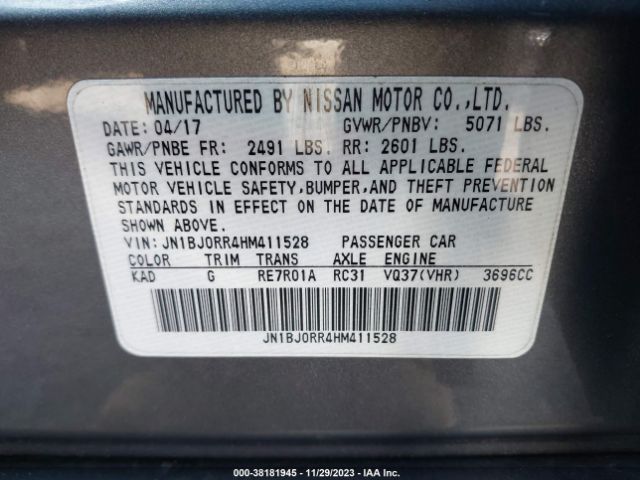 MANUFACTURED BY NISSAN MOTOR CO.,LTD.
DATE: 04/17 GVWR/PNBV: 5071 LBS.
GAWR/PNBE FR: 2491 LBS. RR: 2601 LBS.
THIS VEHICLE CONFORMS TO ALL APPLICABLE FEDERAL
MOTOR VEHICLE SAFETY,BUMPER,AND THEFT PREVENTION
STANDARDS IN EFFECT ON THE DATE OF MANUFACTURE
SHOWN ABOVE.
VIN: JN1BJ0RR4HM411528 PASSENGER CAR
COLOR TRIM TRANS AXLE ENGINE
KAD G RE7R01A RC31 VQ37(VHR) 3696CC
JN1BJ0RR4HM411528
000-38181945 - 11/29/2023 - IAA Inc.